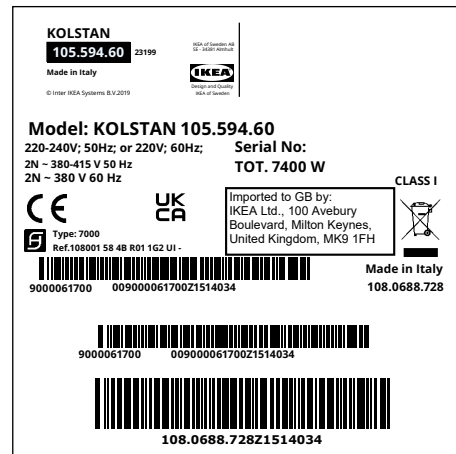 KOLSTAN
105.594.60 23199
Made in Italy
© Inter IKEA Systems B.V.2019
IKEA of Sweden AB
SE - 34381 Älmhult
IKEA
Design and Quality
IKEA of Sweden
Model: KOLSTAN 105.594.60
220-240V; 50Hz; or 220V; 60Hz;
2N ~ 380-415 V 50 Hz
2N ~ 380 V 60 Hz
Serial No:
TOT. 7400 W
CLASS I
CE
UK
CA
Imported to GB by:
IKEA Ltd., 100 Avebury
Boulevard, Milton Keynes,
United Kingdom, MK9 1FH
Type: 7000
Ref.108001 58 4B R01 1G2 UI -
9000061700 009000061700Z1514034
Made in Italy
108.0688.728
9000061700 009000061700Z1514034
108.0688.728Z1514034